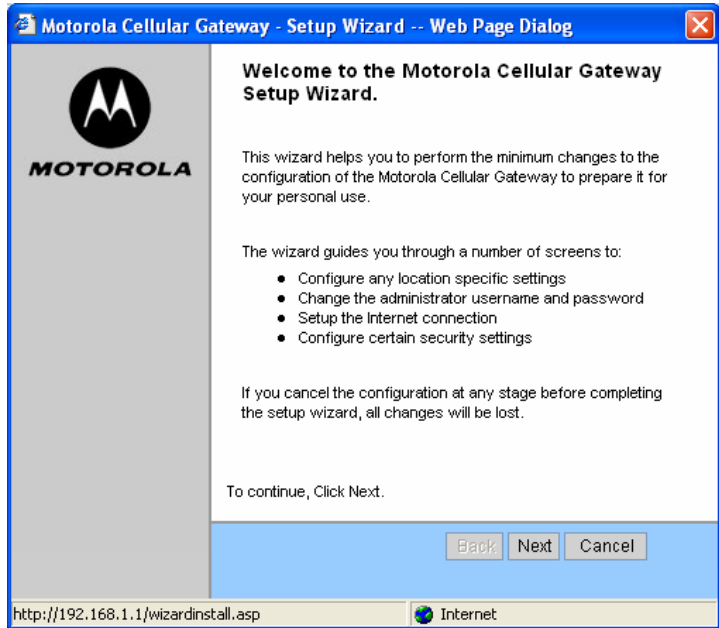 Motorola Cellular Gateway - Setup Wizard -- Web Page Dialog
MOTOROLA
Welcome to the Motorola Cellular Gateway
Setup Wizard.
This wizard helps you to perform the minimum changes to the
configuration of the Motorola Cellular Gateway to prepare it for
your personal use.
The wizard guides you through a number of screens to:
● Configure any location specific settings
● Change the administrator username and password
● Setup the Internet connection
● Configure certain security settings
If you cancel the configuration at any stage before completing
the setup wizard, all changes will be lost.
To continue, Click Next.
Back Next Cancel
http://192.168.1.1/wizardinstall.asp Internet